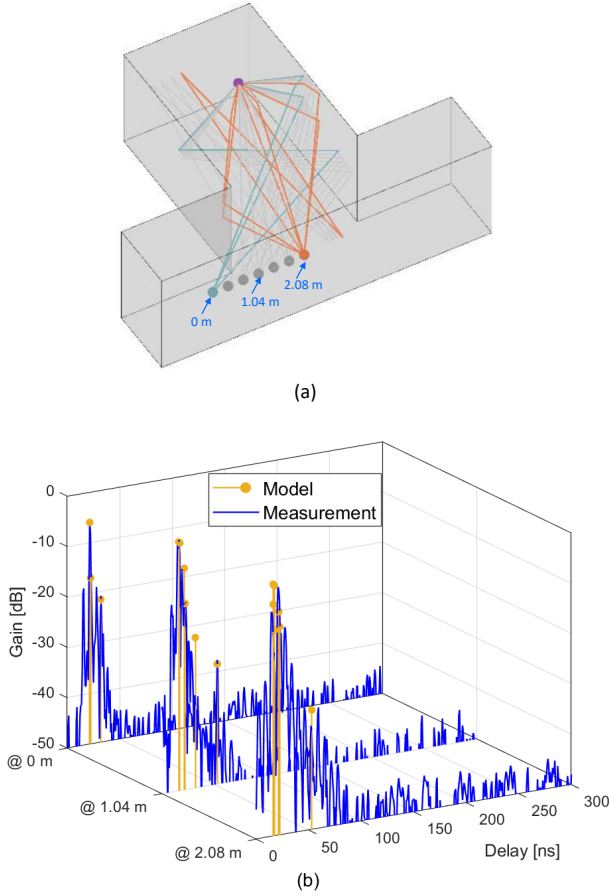 0 m
1.04 m
2.08 m
(a)
0
-10
-20
-30
-40
-50
Gain [dB]
Model
Measurement
@ 0 m
@ 1.04 m
@ 2.08 m
0
50
100
150
200
250
300
Delay [ns]
(b)